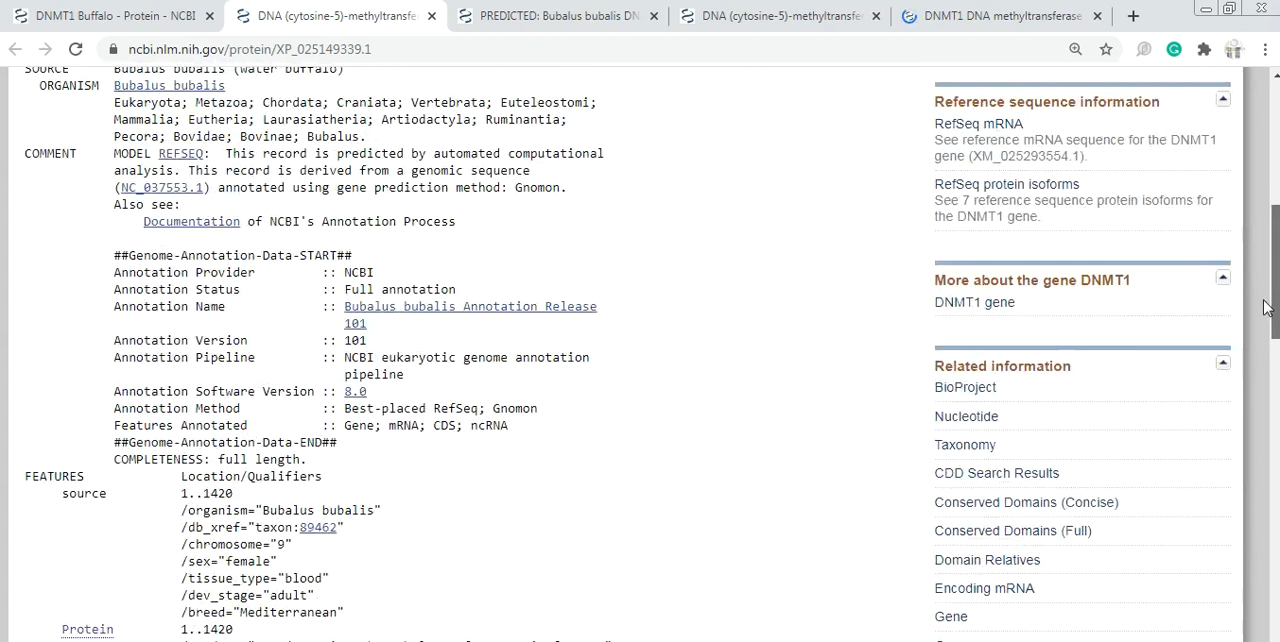 DNMT1 Buffalo - Protein - NCBI
DNA (cytosine-5)-methyltransfe
PREDICTED: Bubalus bubalis DN
DNA (cytosine-5)-methyltransfe
DNMT1 DNA methyltransferase
ncbi.nlm.nih.gov/protein/XP_025149339.1
SOURCE Bubalus bubalis (water buffalo)
ORGANISM Bubalus bubalis
Eukaryota; Metazoa; Chordata; Craniata; Vertebrata; Euteleostomi;
Mammalia; Eutheria; Laurasiatheria; Artiodactyla; Ruminantia;
Pecora; Bovidae; Bovinae; Bubalus.
COMMENT MODEL REFSEQ: This record is predicted by automated computational
analysis. This record is derived from a genomic sequence
(NC_037553.1) annotated using gene prediction method: Gnomon.
Also see:
Documentation of NCBI's Annotation Process
##Genome-Annotation-Data-START##
Annotation Provider :: NCBI
Annotation Status :: Full annotation
Annotation Name :: Bubalus bubalis Annotation Release
101
Annotation Version :: 101
Annotation Pipeline :: NCBI eukaryotic genome annotation
pipeline
Annotation Software Version :: 8.0
Annotation Method :: Best-placed RefSeq; Gnomon
Features Annotated :: Gene; mRNA; CDS; ncRNA
##Genome-Annotation-Data-END##
COMPLETENESS: full length.
FEATURES Location/Qualifiers
source 1..1420
/organism="Bubalus bubalis"
/db_xref="taxon:89462"
/chromosome="9"
/sex="female"
/tissue_type="blood"
/dev_stage="adult"
/breed="Mediterranean"
Protein 1..1420
Reference sequence information
RefSeq mRNA
See reference mRNA sequence for the DNMT1
gene (XM_025293554.1).
RefSeq protein isoforms
See 7 reference sequence protein isoforms for
the DNMT1 gene.
More about the gene DNMT1
DNMT1 gene
Related information
BioProject
Nucleotide
Taxonomy
CDD Search Results
Conserved Domains (Concise)
Conserved Domains (Full)
Domain Relatives
Encoding mRNA
Gene